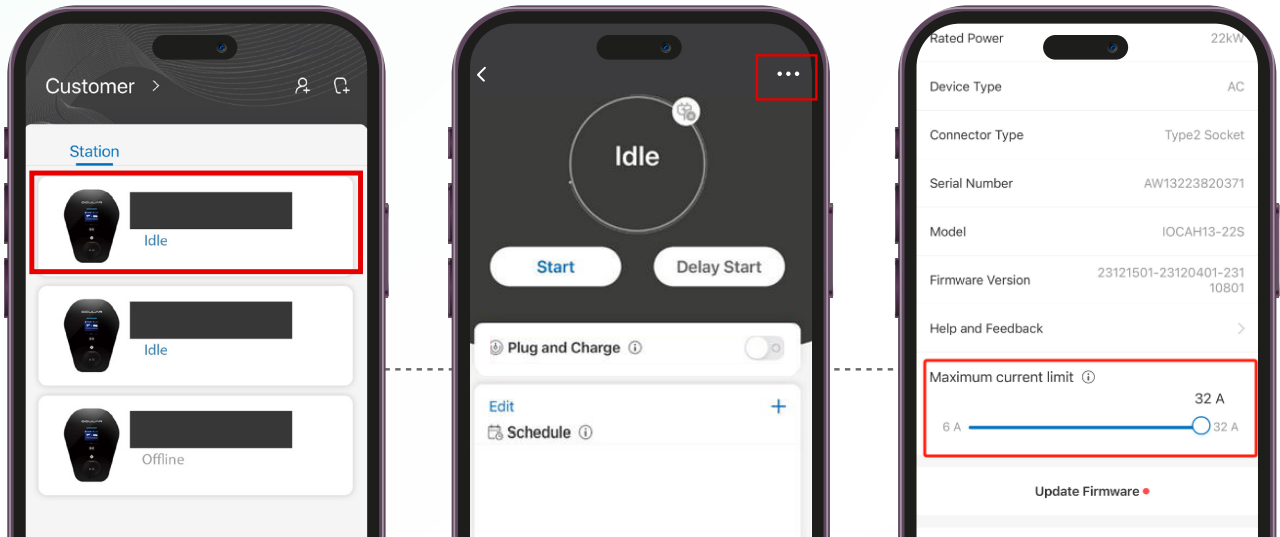 Customer >
Station
Idle
Idle
Offline
Idle
Start
Delay Start
Plug and Charge
Edit
Schedule
Rated Power 22kW
Device Type AC
Connector Type Type2 Socket
Serial Number AW13223820371
Model IOCAH13-22S
Firmware Version 23121501-23120401-231
10801
Help and Feedback
Maximum current limit
32 A
6 A 32 A
Update Firmware